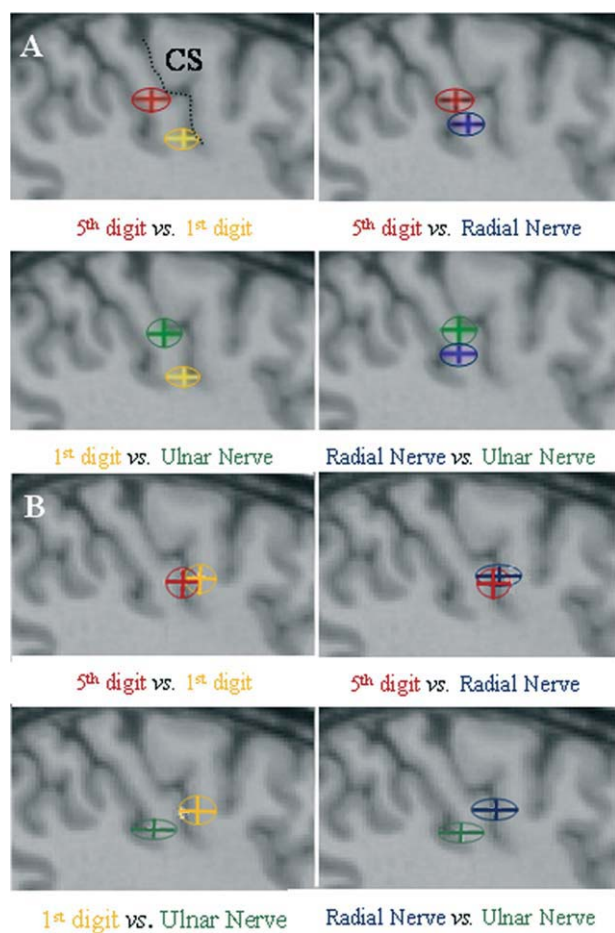 A
CS
5th digit vs. 1st digit
5th digit vs. Radial Nerve
1st digit vs. Ulnar Nerve
Radial Nerve vs. Ulnar Nerve
B
5th digit vs. 1st digit
5th digit vs. Radial Nerve
1st digit vs. Ulnar Nerve
Radial Nerve vs. Ulnar Nerve